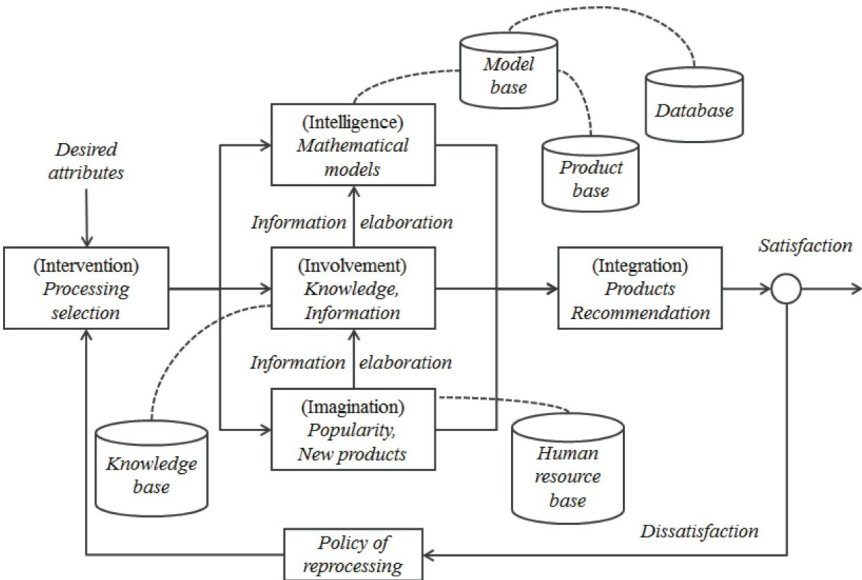 Model
base
Database
(Intelligence)
Mathematical
models
Product
base
Desired
attributes
Information elaboration
(Intervention)
Processing
selection
(Involvement)
Knowledge,
Information
(Integration)
Products
Recommendation
Satisfaction
Information elaboration
(Imagination)
Popularity,
New products
Knowledge
base
Human
resource
base
Dissatisfaction
Policy of
reprocessing